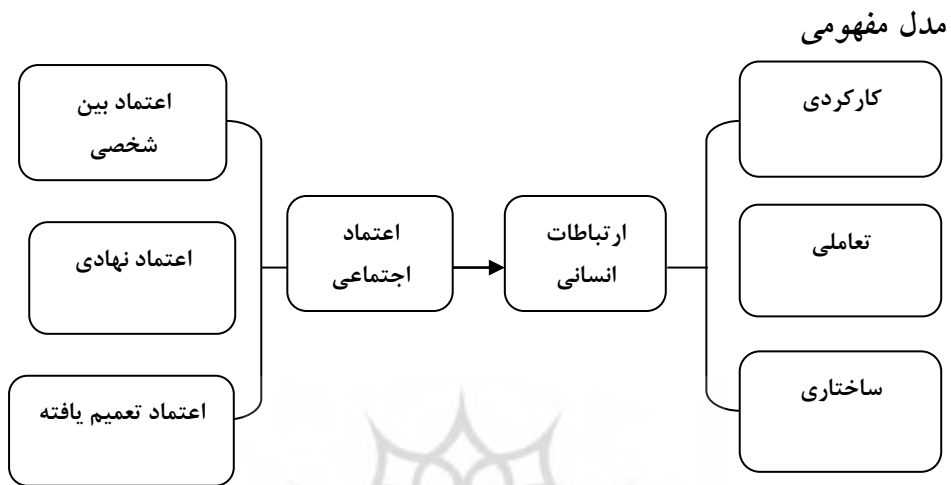 مدل مفهومی
کارکردی
تعاملی
ساختاری
ارتباطات
انسانی
اعتماد
اجتماعی
اعتماد بین
شخصی
اعتماد نهادی
اعتماد تعمیم یافته